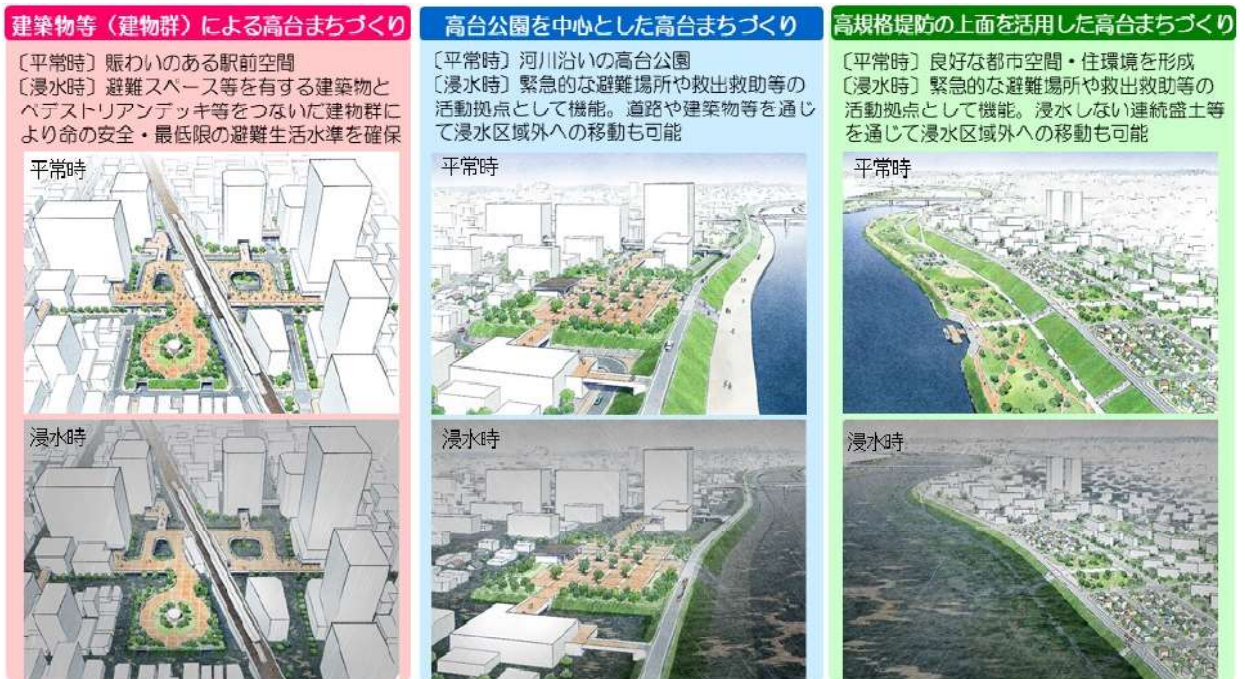 建築物等（建物群）による高台まちづくり
〔平常時〕賑わいのある駅前空間
〔浸水時〕避難スペース等を有する建築物と
ペデストリアンデッキ等をつないだ建物群に
より命の安全・最低限の避難生活水準を確保
平常時
浸水時
高台公園を中心とした高台まちづくり
〔平常時〕河川沿いの高台公園
〔浸水時〕緊急的な避難場所や救出救助等の
活動拠点として機能。道路や建築物等を通じ
て浸水区域外への移動も可能
平常時
浸水時
高規格堤防の上面を活用した高台まちづくり
〔平常時〕良好な都市空間・住環境を形成
〔浸水時〕緊急的な避難場所や救出救助等の
活動拠点として機能。浸水しない連続盛土等
を通じて浸水区域外への移動も可能
平常時
浸水時